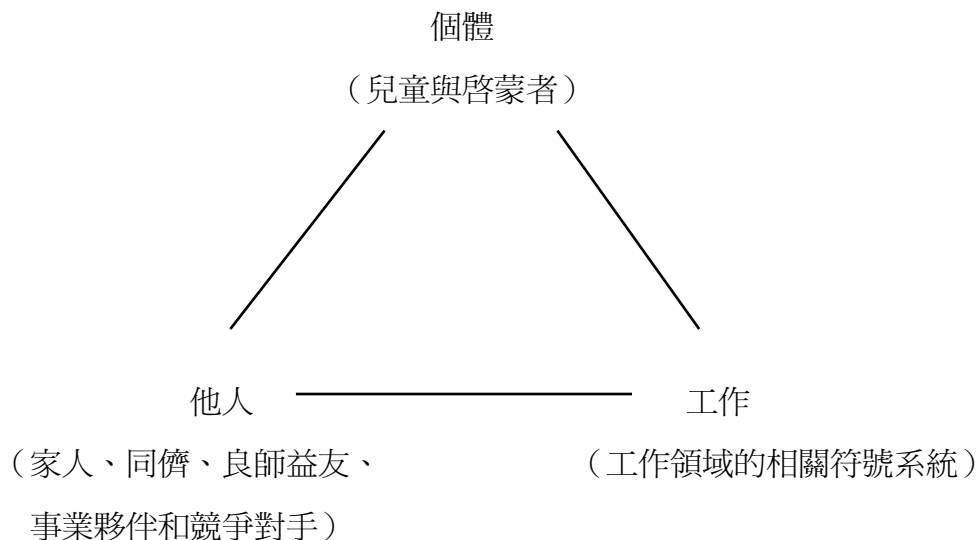 個體
（兒童與啓蒙者）
他人
工作
（家人、同儕、良師益友、
事業夥伴和競爭對手）
（工作領域的相關符號系統）